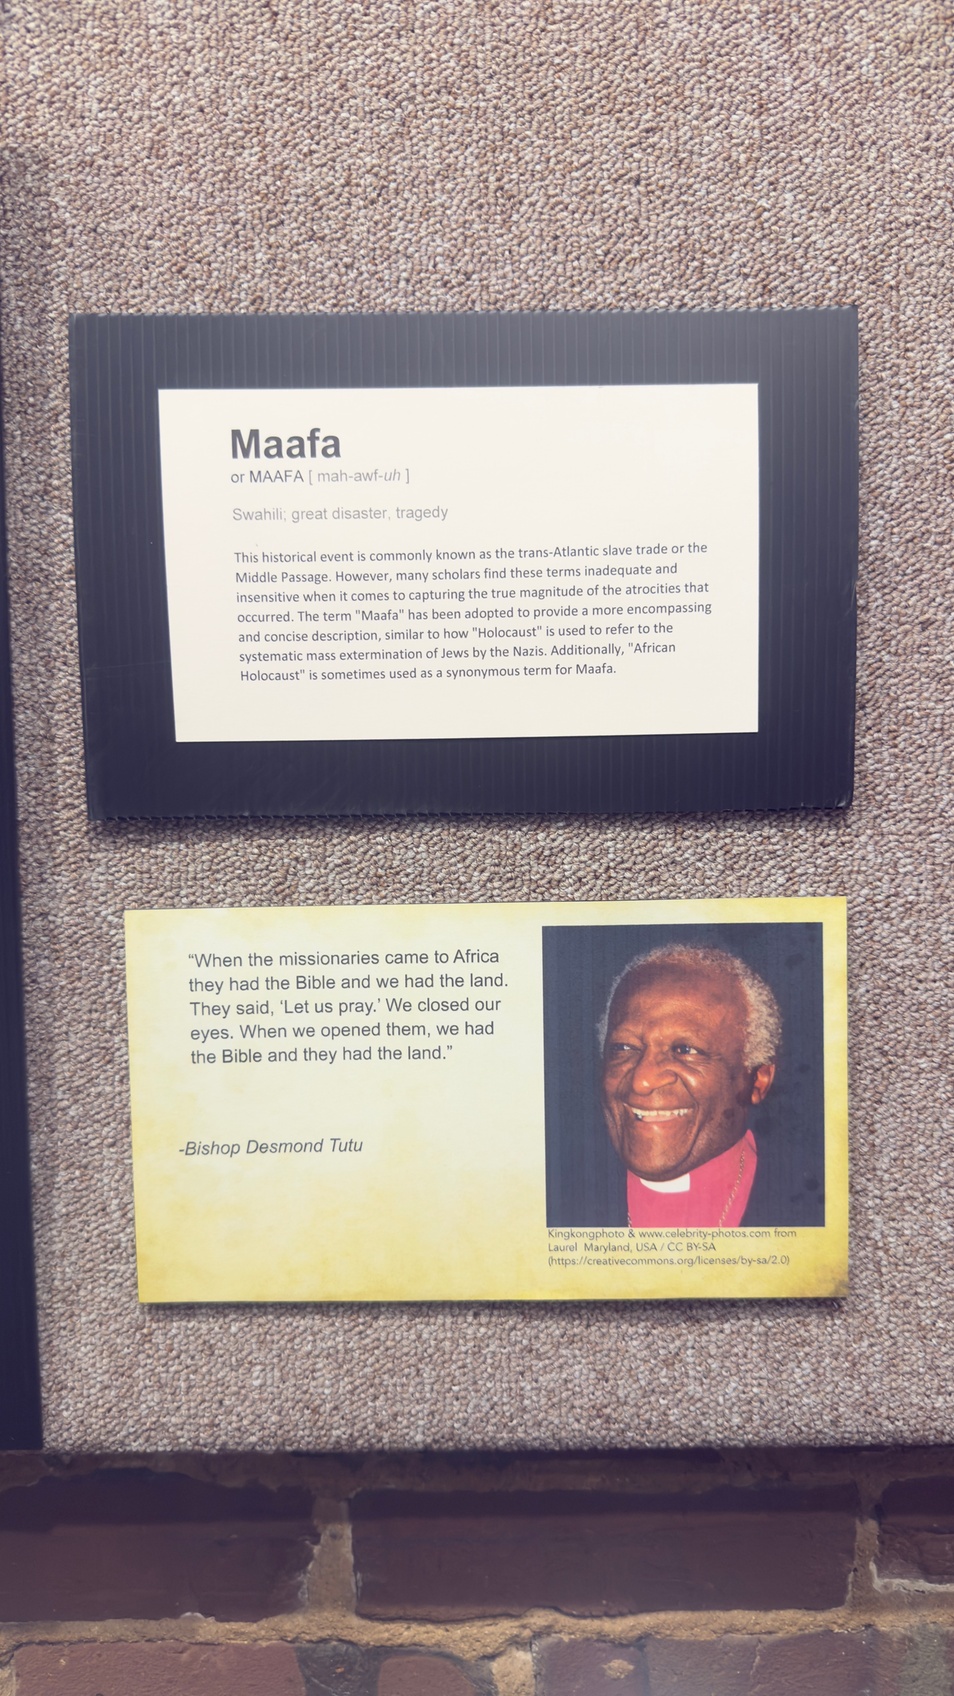 Maafa
or MAAFA [ mah-awf-uh ]
Swahili; great disaster, tragedy
This historical event is commonly known as the trans-Atlantic slave trade or the
Middle Passage. However, many scholars find these terms inadequate and
insensitive when it comes to capturing the true magnitude of the atrocities that
occurred. The term "Maafa" has been adopted to provide a more encompassing
and concise description, similar to how "Holocaust" is used to refer to the
systematic mass extermination of Jews by the Nazis. Additionally, "African
Holocaust" is sometimes used as a synonymous term for Maafa.
“When the missionaries came to Africa
they had the Bible and we had the land.
They said, ‘Let us pray.’ We closed our
eyes. When we opened them, we had
the Bible and they had the land.”
-Bishop Desmond Tutu
Kingkongphoto & www.celebrity-photos.com from
Laurel Maryland, USA / CC BY-SA
(https://creativecommons.org/licenses/by-sa/2.0)